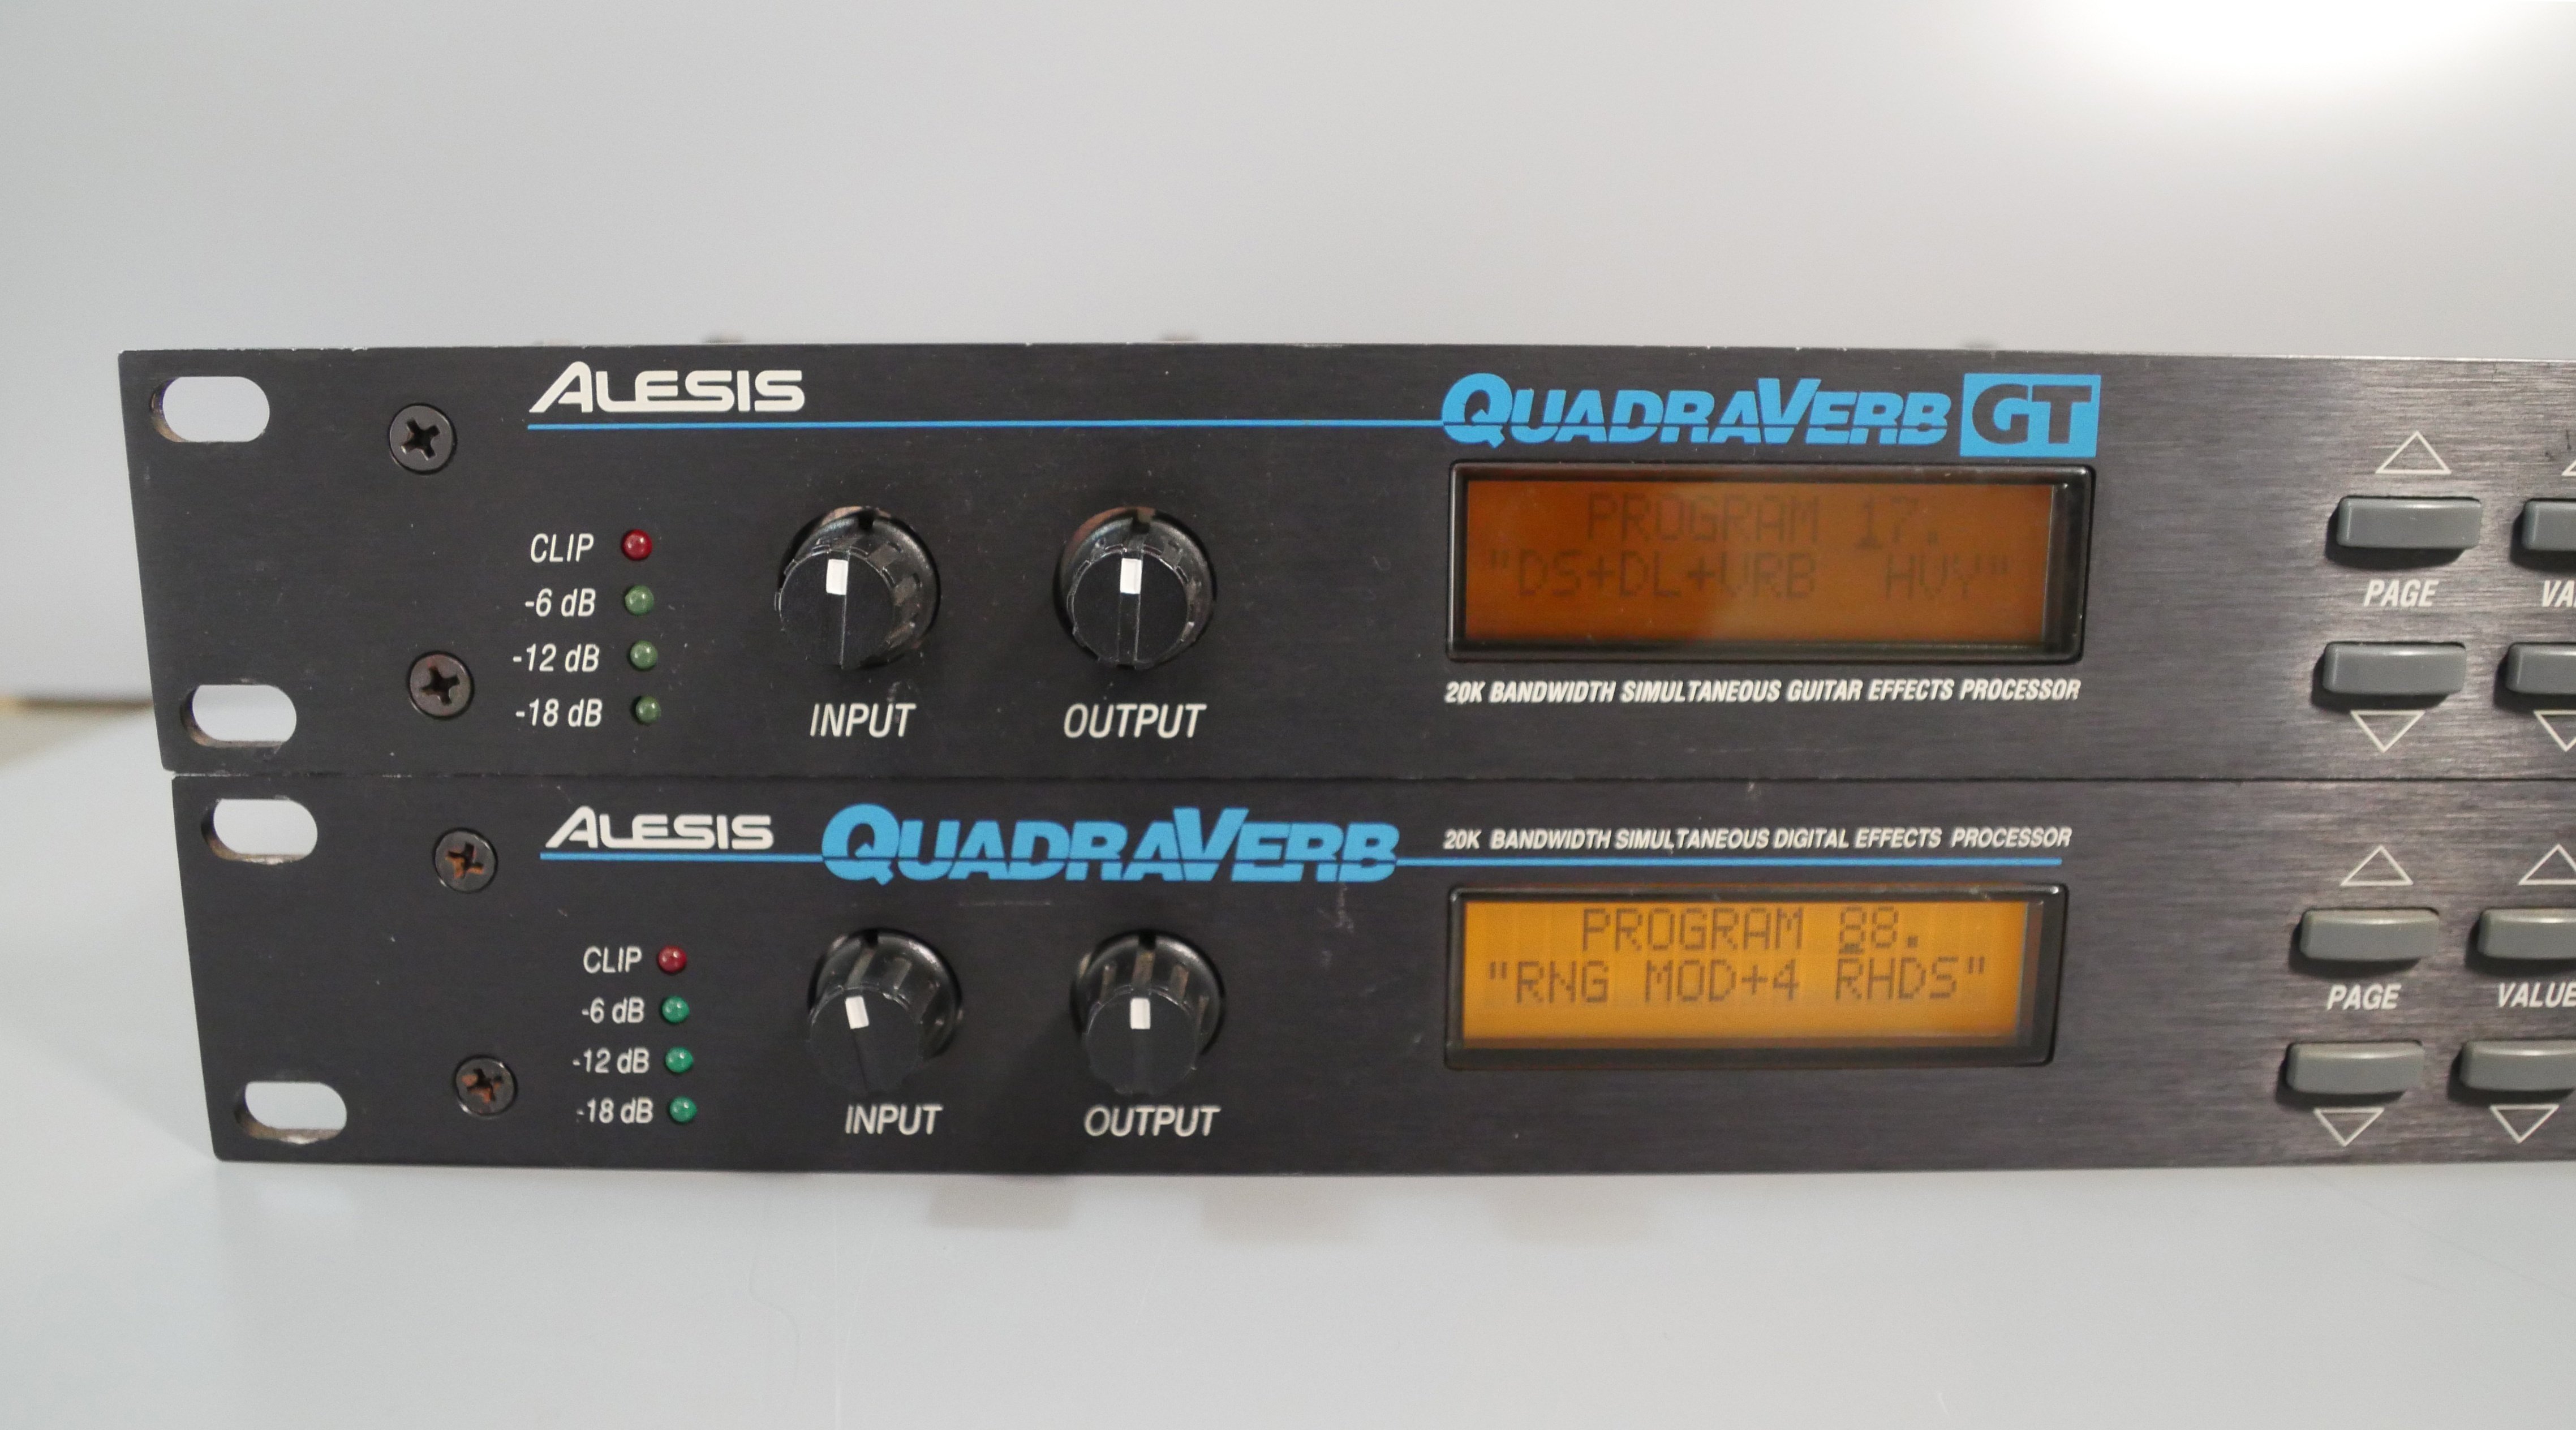 ALESIS
QUADRAVERB GT
CLIP
-6 dB
-12 dB
-18 dB
INPUT
OUTPUT
PROGRAM 17.
"DS+DL+VRB HVY"
20K BANDWIDTH SIMULTANEOUS GUITAR EFFECTS PROCESSOR
PAGE
VA
ALESIS QUADRAVERB
20K BANDWIDTH SIMULTANEOUS DIGITAL EFFECTS PROCESSOR
CLIP
-6 dB
-12 dB
-18 dB
INPUT
OUTPUT
PROGRAM 88.
"RNG MOD+4 RHDS"
PAGE
VALUE